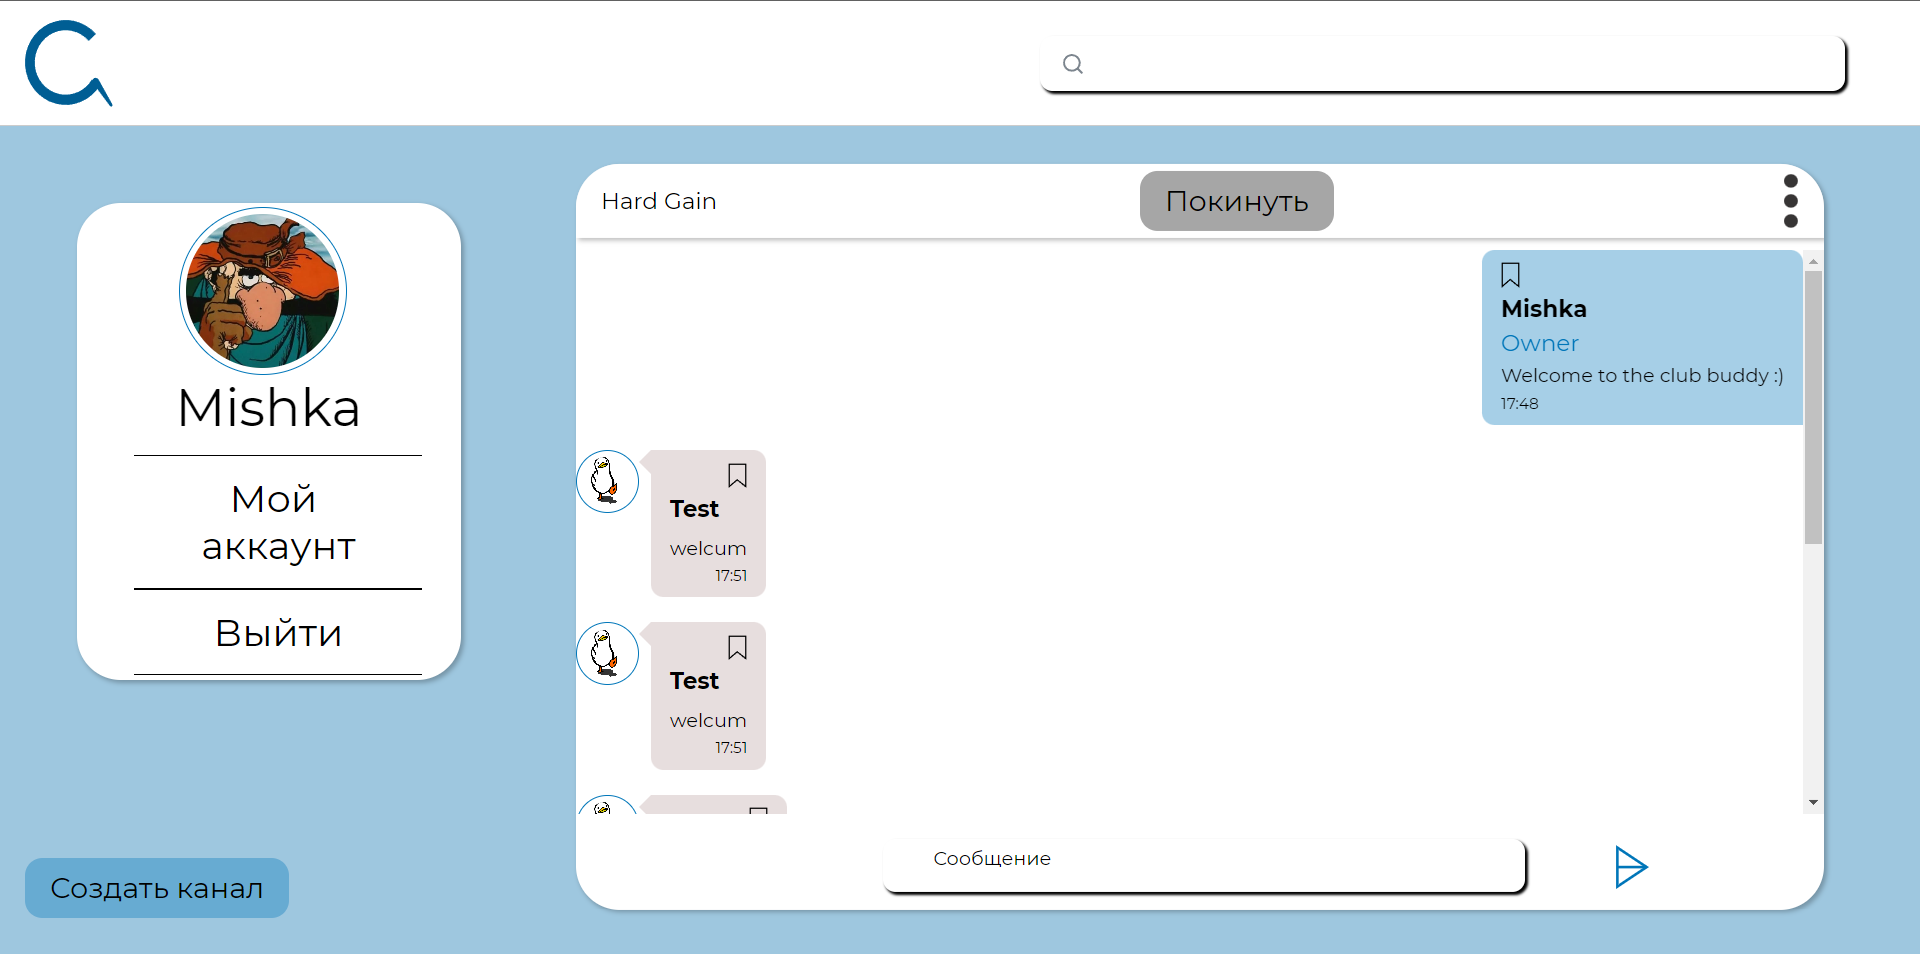 Hard Gain
Покинуть
Mishka
Owner
Welcome to the club buddy :)
17:48
Mishka
Мой
аккаунт
Выйти
Test
welcum
17:51
Test
welcum
17:51
Сообщение
Создать канал